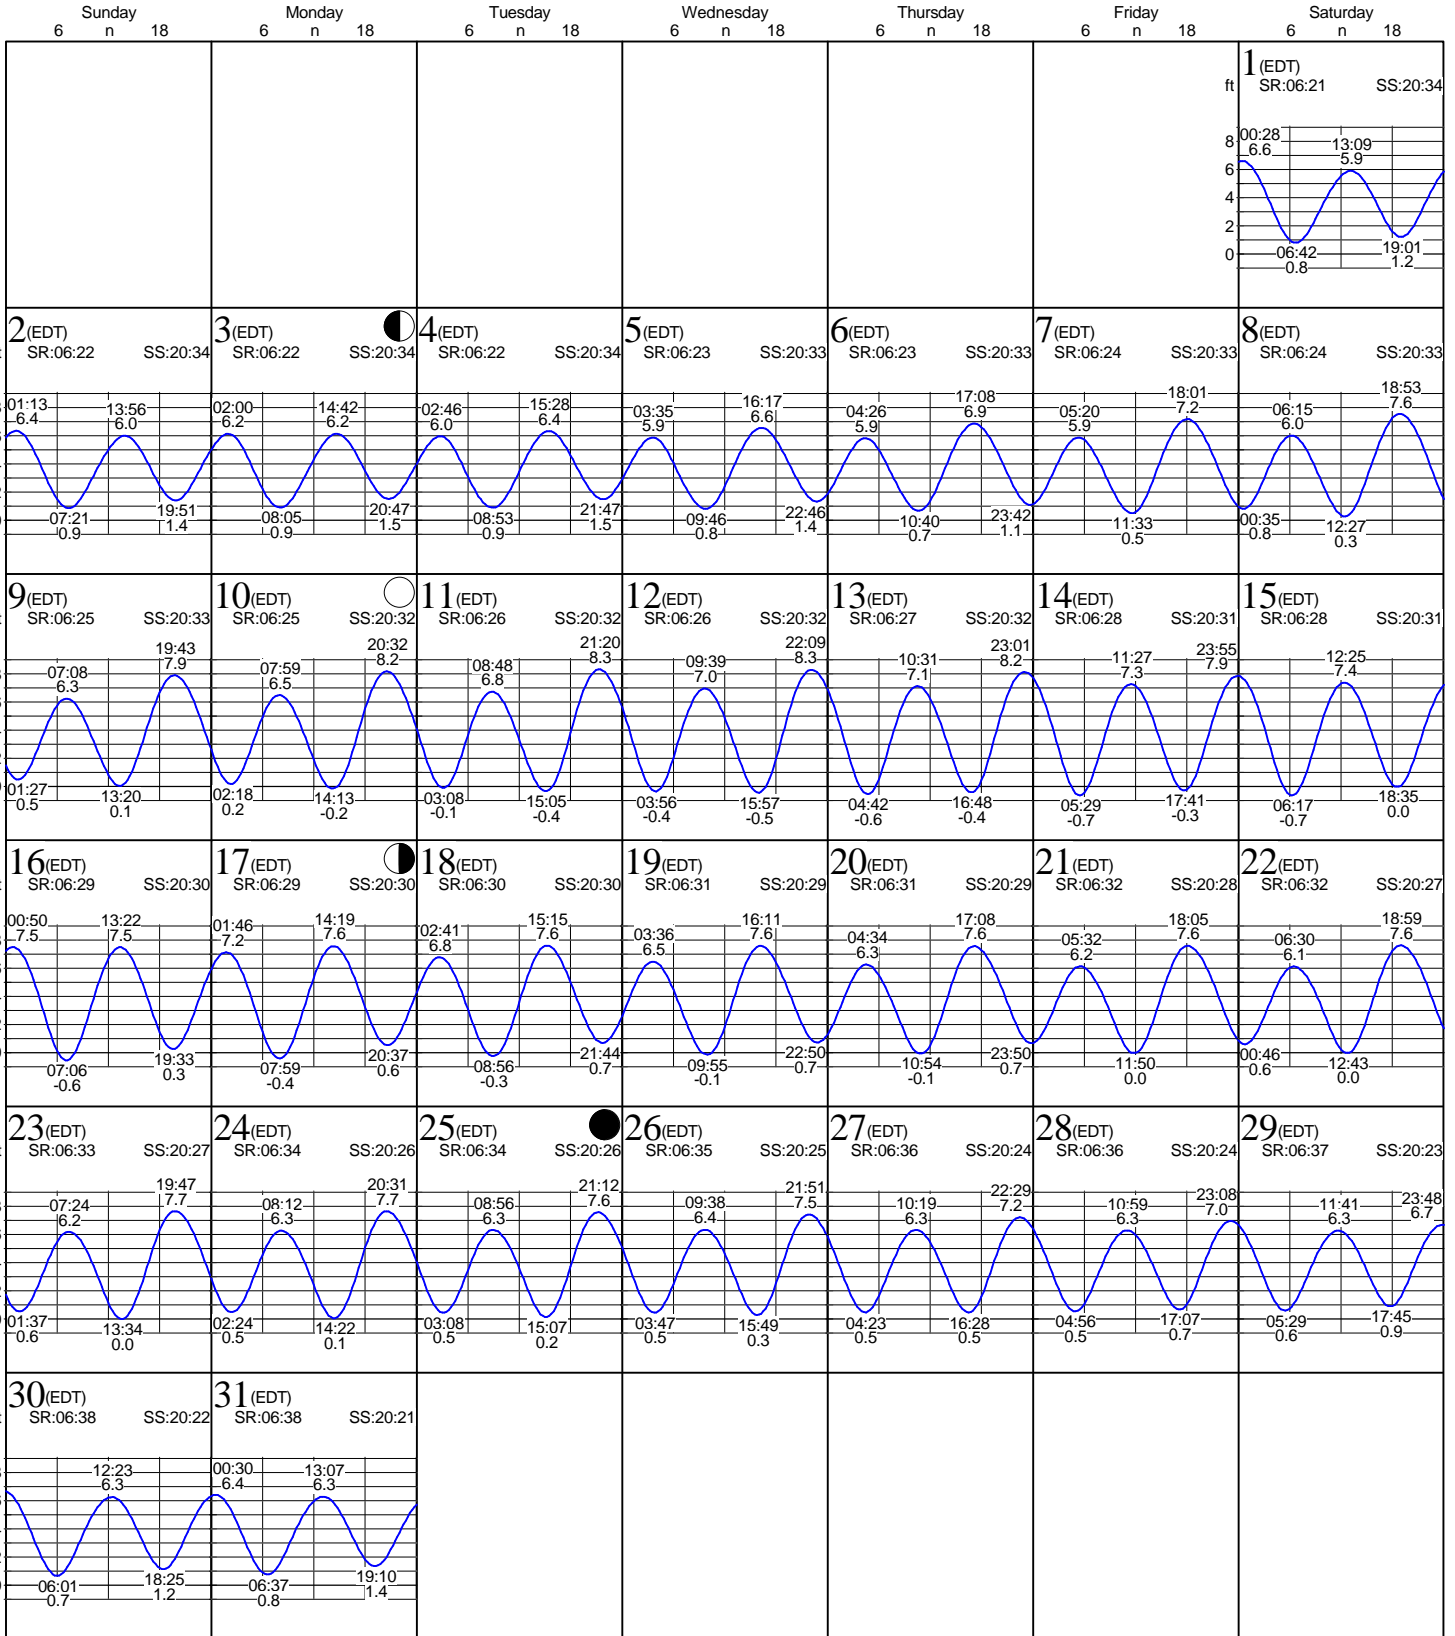 Sunday Monday Tuesday Wednesday Thursday Friday Saturday
6 n 18 6 n 18 6 n 18 6 n 18 6 n 18 6 n 18 6 n 18
1(EDT)
ft SR:06:21 SS:20:34
8 00:28 13:09
6.6 5.9
6
4
2
0 06:42 19:01
0.8 1.2
2(EDT) 3(EDT) 4(EDT) 5(EDT) 6(EDT) 7(EDT) 8(EDT)
SR:06:22 SS:20:34 SR:06:22 SS:20:34 SR:06:22 SS:20:34 SR:06:23 SS:20:33 SR:06:23 SS:20:33 SR:06:24 SS:20:33 SR:06:24 SS:20:33
01:13 13:56 02:00 14:42 02:46 15:28 03:35 16:17 04:26 17:08 05:20 18:01 06:15 18:53
6.4 6.0 6.2 6.2 6.0 6.4 5.9 6.6 5.9 6.9 5.9 7.2 6.0 7.6
07:21 19:51 08:05 20:47 08:53 21:47 09:46 22:46 10:40 23:42 11:33 00:35 12:27
0.9 1.4 0.9 1.5 0.9 1.5 0.8 1.4 0.7 1.1 0.5 0.8 0.3
9(EDT) 10(EDT) 11(EDT) 12(EDT) 13(EDT) 14(EDT) 15(EDT)
SR:06:25 SS:20:33 SR:06:25 SS:20:32 SR:06:26 SS:20:32 SR:06:26 SS:20:32 SR:06:27 SS:20:32 SR:06:28 SS:20:31 SR:06:28 SS:20:31
07:08 19:43 07:59 20:32 08:48 21:20 09:39 22:09 10:31 23:01 11:27 23:55 12:25
6.3 7.9 6.5 8.2 6.8 8.3 7.0 8.3 7.1 8.2 7.3 7.9 7.4
01:27 13:20 02:18 14:13 03:08 15:05 03:56 15:57 04:42 16:48 05:29 17:41 06:17 18:35
0.5 0.1 0.2 -0.2 -0.1 -0.4 -0.4 -0.5 -0.6 -0.4 -0.7 -0.3 -0.7 0.0
16(EDT) 17(EDT) 18(EDT) 19(EDT) 20(EDT) 21(EDT) 22(EDT)
SR:06:29 SS:20:30 SR:06:29 SS:20:30 SR:06:30 SS:20:30 SR:06:31 SS:20:29 SR:06:31 SS:20:29 SR:06:32 SS:20:28 SR:06:32 SS:20:27
00:50 13:22 01:46 14:19 02:41 15:15 03:36 16:11 04:34 17:08 05:32 18:05 06:30 18:59
7.5 7.5 7.2 7.6 6.8 7.6 6.5 7.6 6.3 7.6 6.2 7.6 6.1 7.6
07:06 19:33 07:59 20:37 08:56 21:44 09:55 22:50 10:54 23:50 11:50 00:46 12:43
-0.6 0.3 -0.4 0.6 -0.3 0.7 -0.1 0.7 -0.1 0.7 0.0 0.6 0.0
23(EDT) 24(EDT) 25(EDT) 26(EDT) 27(EDT) 28(EDT) 29(EDT)
SR:06:33 SS:20:27 SR:06:34 SS:20:26 SR:06:34 SS:20:26 SR:06:35 SS:20:25 SR:06:36 SS:20:24 SR:06:36 SS:20:24 SR:06:37 SS:20:23
07:24 19:47 08:12 20:31 08:56 21:12 09:38 21:51 10:19 22:29 10:59 23:08 11:41 23:48
6.2 7.7 6.3 7.7 6.3 7.6 6.4 7.5 6.3 7.2 6.3 7.0 6.3 6.7
01:37 13:34 02:24 14:22 03:08 15:07 03:47 15:49 04:23 16:28 04:56 17:07 05:29 17:45
0.6 0.0 0.5 0.1 0.5 0.2 0.5 0.3 0.5 0.5 0.5 0.7 0.6 0.9
30(EDT) 31(EDT)
SR:06:38 SS:20:22 SR:06:38 SS:20:21
12:23 00:30 13:07
6.3 6.4 6.3
06:01 18:25 06:37 19:10
0.7 1.2 0.8 1.4